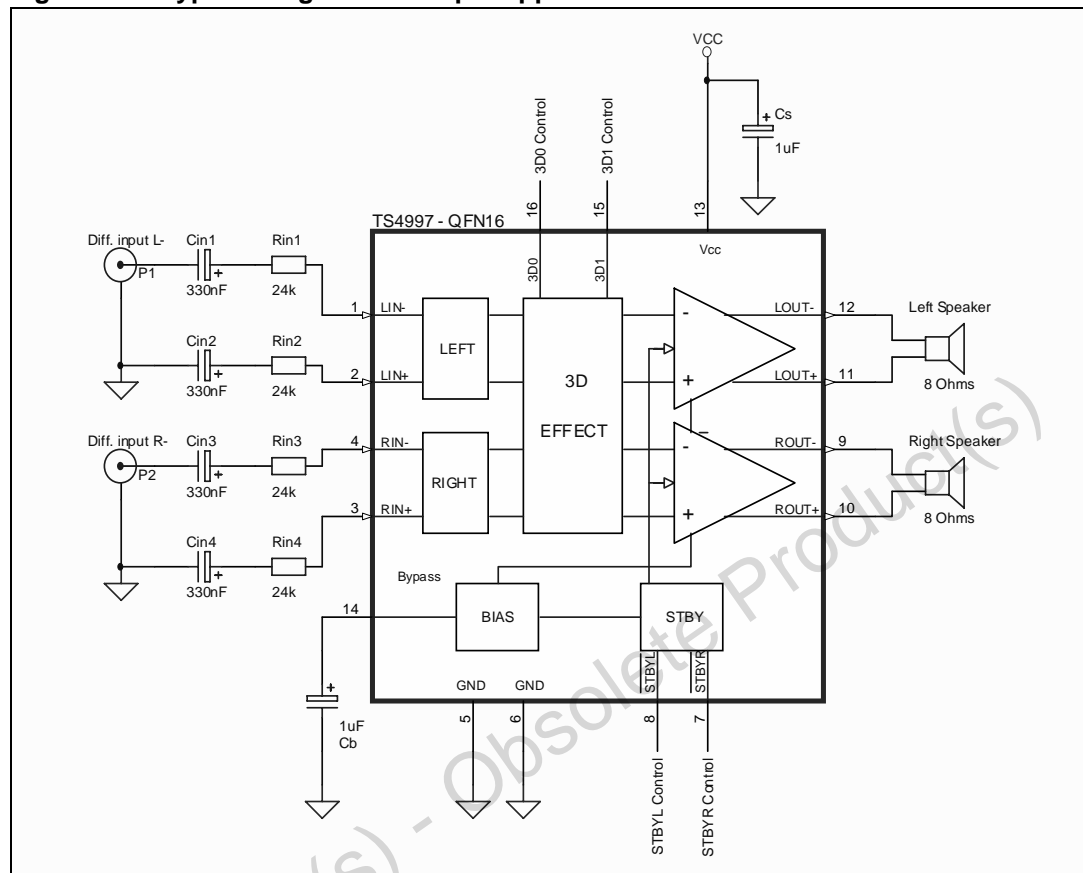 VCC
Cs
+
1uF
3D0 Control
3D1 Control
16
15
13
TS4997 - QFN16
Vcc
3D0
3D1
Diff. input L-
P1
Cin1
+
330nF
Rin1
24k
1
LIN-
Cin2
+
330nF
Rin2
24k
2
LIN+
LEFT
Diff. input R-
P2
Cin3
+
330nF
Rin3
24k
4
RIN-
Cin4
+
330nF
Rin4
24k
3
RIN+
RIGHT
3D
EFFECT
-
+
LOUT-
12
LOUT+
11
Left Speaker
8 Ohms
-
+
ROUT-
9
ROUT+
10
Right Speaker
8 Ohms
Bypass
14
BIAS
STBY
STBYL
STBYR
GND
GND
5
6
8
7
+
1uF
Cb
STBYL Control
STBYR Control
(s) - Obsolete Product(s)